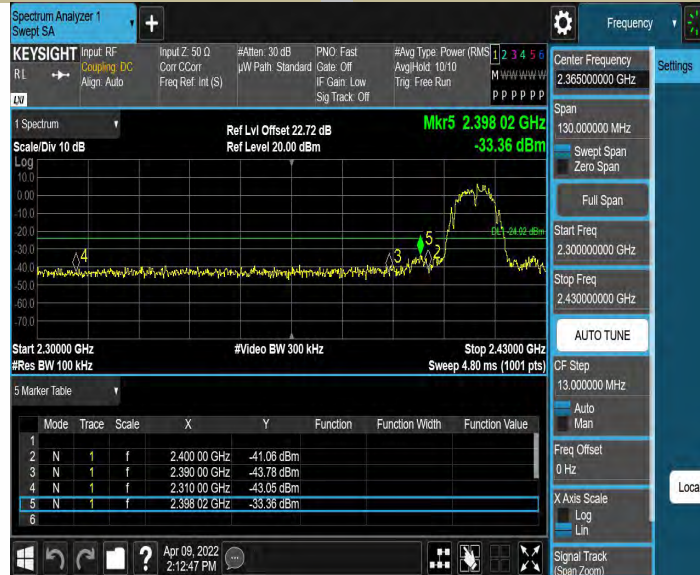 Spectrum Analyzer 1
Swept SA
Frequency
KEYSIGHT
RL
LXI
Input: RF
Coupling: DC
Align: Auto
Input Z: 50 Ω
Corr CCorr
Freq Ref: Int (S)
#Atten: 30 dB
µW Path: Standard
PNO: Fast
Gate: Off
IF Gain: Low
Sig Track: Off
#Avg Type: Power (RMS
Avg|Hold: 10/10
Trig: Free Run
1 2 3 4 5 6
M W W W W W
P P P P P P
1 Spectrum
Scale/Div 10 dB
Ref Lvl Offset 22.72 dB
Ref Level 20.00 dBm
Mkr5 2.398 02 GHz
-33.36 dBm
Log
10.0
0.00
-10.0
-20.0
-30.0
-40.0
-50.0
-60.0
-70.0
DL1 -24.02 dBm
4
3
5
2
Start 2.30000 GHz
#Res BW 100 kHz
#Video BW 300 kHz
Stop 2.43000 GHz
Sweep 4.80 ms (1001 pts)
5 Marker Table
Mode Trace Scale X Y Function Function Width Function Value
1
2 N 1 f 2.400 00 GHz -41.06 dBm
3 N 1 f 2.390 00 GHz -43.78 dBm
4 N 1 f 2.310 00 GHz -43.05 dBm
5 N 1 f 2.398 02 GHz -33.36 dBm
6
?
Apr 09, 2022
2:12:47 PM
Center Frequency
2.365000000 GHz
Span
130.000000 MHz
Swept Span
Zero Span
Full Span
Start Freq
2.300000000 GHz
Stop Freq
2.430000000 GHz
AUTO TUNE
CF Step
13.000000 MHz
Auto
Man
Freq Offset
0 Hz
X Axis Scale
Log
Lin
Signal Track
(Span Zoom)
Settings
Loca